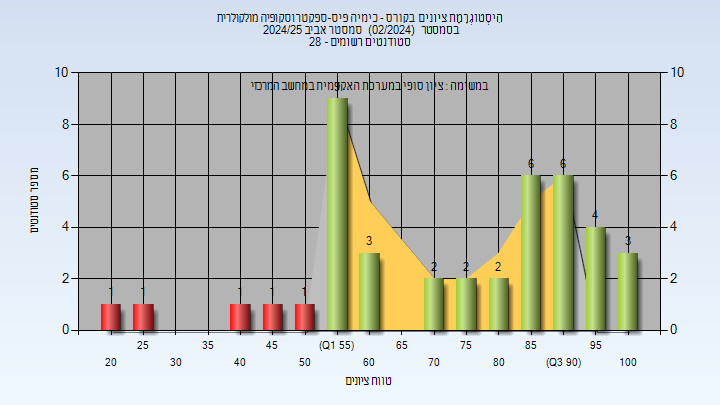 הִיסְטוֹגְרַמַּת ציונים בקורס - כימיה פיס-ספקטרוסקופיה מולקולרית
בסמסטר (02/2024) סמסטר אביב 2024/25
סטודנטים רשומים - 28
במשימה : ציון סופי במערכת האקדמית במחשב המרכזי
מספר סטודנטים
10 10
8 8
6 6
4 4
2 2
0 0
1 1 1 1 1 9 3 2 2 2 6 6 4 3
25 35 45 (Q1 55) 65 75 85 95
20 30 40 50 60 70 80 (Q3 90) 100
טווח ציונים